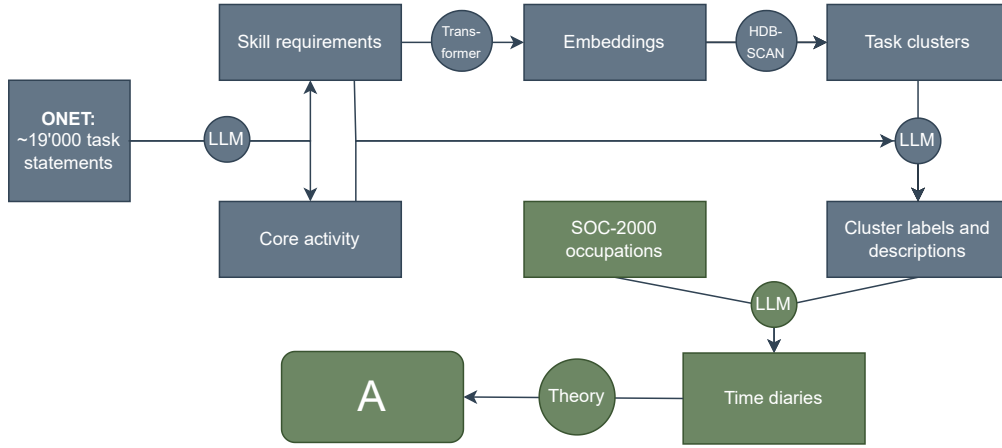 Skill requirements
Trans-
former
Embeddings
HDB-
SCAN
Task clusters
ONET:
~19'000 task
statements
LLM
LLM
Core activity
SOC-2000
occupations
Cluster labels and
descriptions
LLM
A
Theory
Time diaries